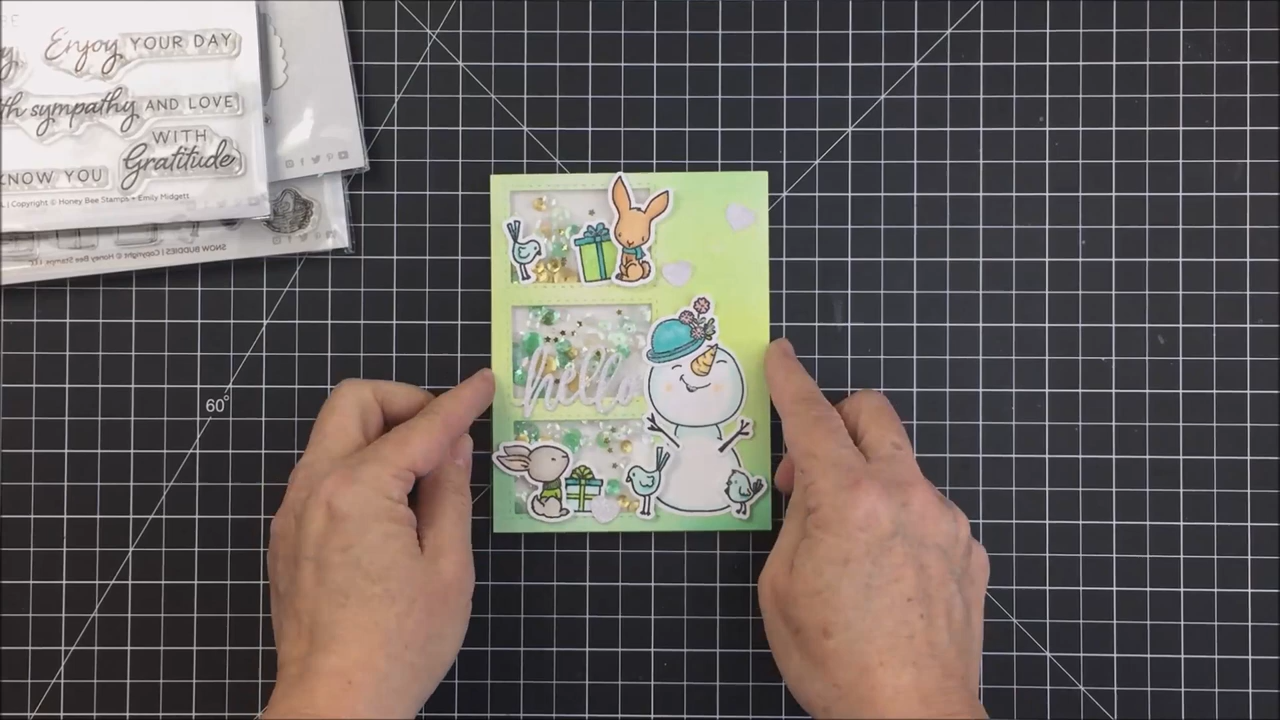 Enjoy YOUR DAY
th sympathy AND LOVE
WITH
Gratitude
KNOW YOU
Copyright © Honey Bee Stamps + Emily Midgett
SNOW BUDDIES | Copyright © Honey Bee Stamps LLC
60°
hello